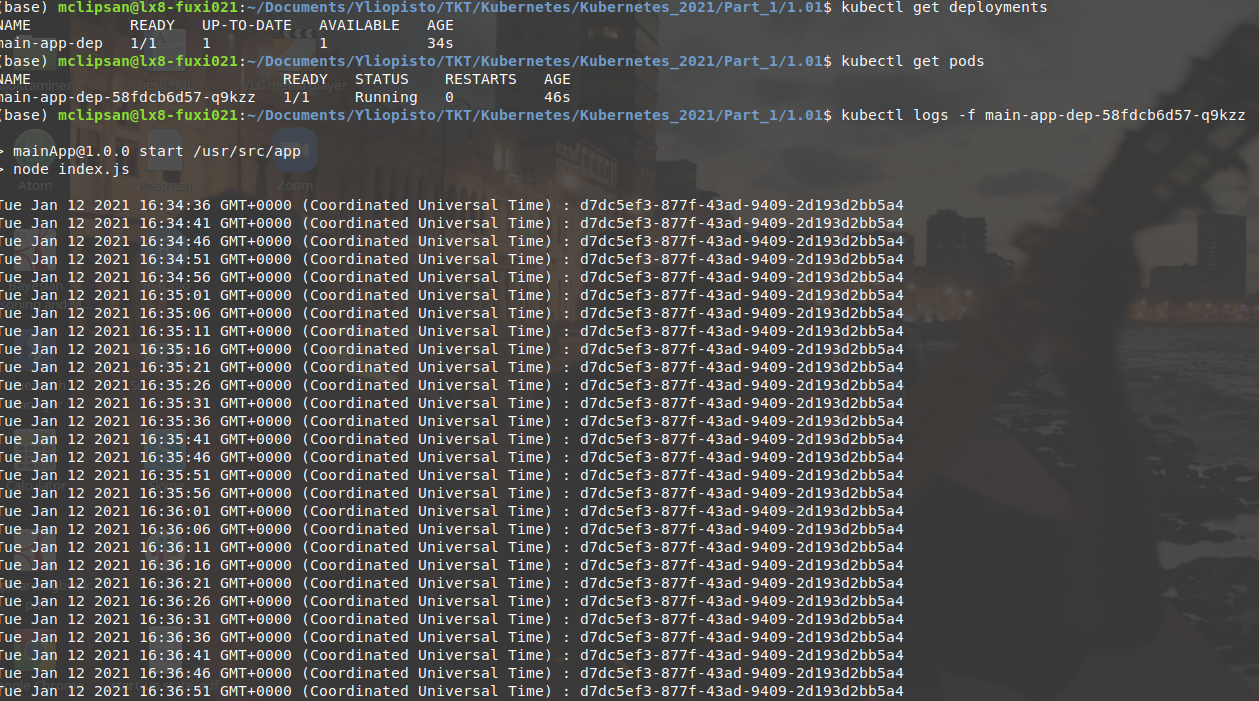 (base) mclipsan@lx8-fuxi021:~/Documents/Yliopisto/TKT/Kubernetes/Kubernetes_2021/Part_1/1.01$ kubectl get deployments
NAME READY UP-TO-DATE AVAILABLE AGE
main-app-dep 1/1 1 1 34s
(base) mclipsan@lx8-fuxi021:~/Documents/Yliopisto/TKT/Kubernetes/Kubernetes_2021/Part_1/1.01$ kubectl get pods
NAME READY STATUS RESTARTS AGE
main-app-dep-58fdcb6d57-q9kzz 1/1 Running 0 46s
(base) mclipsan@lx8-fuxi021:~/Documents/Yliopisto/TKT/Kubernetes/Kubernetes_2021/Part_1/1.01$ kubectl logs -f main-app-dep-58fdcb6d57-q9kzz
> mainApp@1.0.0 start /usr/src/app
> node index.js
Atom Postman Zoom
Tue Jan 12 2021 16:34:36 GMT+0000 (Coordinated Universal Time) : d7dc5ef3-877f-43ad-9409-2d193d2bb5a4
Tue Jan 12 2021 16:34:41 GMT+0000 (Coordinated Universal Time) : d7dc5ef3-877f-43ad-9409-2d193d2bb5a4
Tue Jan 12 2021 16:34:46 GMT+0000 (Coordinated Universal Time) : d7dc5ef3-877f-43ad-9409-2d193d2bb5a4
Tue Jan 12 2021 16:34:51 GMT+0000 (Coordinated Universal Time) : d7dc5ef3-877f-43ad-9409-2d193d2bb5a4
Tue Jan 12 2021 16:34:56 GMT+0000 (Coordinated Universal Time) : d7dc5ef3-877f-43ad-9409-2d193d2bb5a4
Tue Jan 12 2021 16:35:01 GMT+0000 (Coordinated Universal Time) : d7dc5ef3-877f-43ad-9409-2d193d2bb5a4
Tue Jan 12 2021 16:35:06 GMT+0000 (Coordinated Universal Time) : d7dc5ef3-877f-43ad-9409-2d193d2bb5a4
Tue Jan 12 2021 16:35:11 GMT+0000 (Coordinated Universal Time) : d7dc5ef3-877f-43ad-9409-2d193d2bb5a4
Tue Jan 12 2021 16:35:16 GMT+0000 (Coordinated Universal Time) : d7dc5ef3-877f-43ad-9409-2d193d2bb5a4
Tue Jan 12 2021 16:35:21 GMT+0000 (Coordinated Universal Time) : d7dc5ef3-877f-43ad-9409-2d193d2bb5a4
Tue Jan 12 2021 16:35:26 GMT+0000 (Coordinated Universal Time) : d7dc5ef3-877f-43ad-9409-2d193d2bb5a4
Tue Jan 12 2021 16:35:31 GMT+0000 (Coordinated Universal Time) : d7dc5ef3-877f-43ad-9409-2d193d2bb5a4
Tue Jan 12 2021 16:35:36 GMT+0000 (Coordinated Universal Time) : d7dc5ef3-877f-43ad-9409-2d193d2bb5a4
Tue Jan 12 2021 16:35:41 GMT+0000 (Coordinated Universal Time) : d7dc5ef3-877f-43ad-9409-2d193d2bb5a4
Tue Jan 12 2021 16:35:46 GMT+0000 (Coordinated Universal Time) : d7dc5ef3-877f-43ad-9409-2d193d2bb5a4
Tue Jan 12 2021 16:35:51 GMT+0000 (Coordinated Universal Time) : d7dc5ef3-877f-43ad-9409-2d193d2bb5a4
Tue Jan 12 2021 16:35:56 GMT+0000 (Coordinated Universal Time) : d7dc5ef3-877f-43ad-9409-2d193d2bb5a4
Tue Jan 12 2021 16:36:01 GMT+0000 (Coordinated Universal Time) : d7dc5ef3-877f-43ad-9409-2d193d2bb5a4
Tue Jan 12 2021 16:36:06 GMT+0000 (Coordinated Universal Time) : d7dc5ef3-877f-43ad-9409-2d193d2bb5a4
Tue Jan 12 2021 16:36:11 GMT+0000 (Coordinated Universal Time) : d7dc5ef3-877f-43ad-9409-2d193d2bb5a4
Tue Jan 12 2021 16:36:16 GMT+0000 (Coordinated Universal Time) : d7dc5ef3-877f-43ad-9409-2d193d2bb5a4
Tue Jan 12 2021 16:36:21 GMT+0000 (Coordinated Universal Time) : d7dc5ef3-877f-43ad-9409-2d193d2bb5a4
Tue Jan 12 2021 16:36:26 GMT+0000 (Coordinated Universal Time) : d7dc5ef3-877f-43ad-9409-2d193d2bb5a4
Tue Jan 12 2021 16:36:31 GMT+0000 (Coordinated Universal Time) : d7dc5ef3-877f-43ad-9409-2d193d2bb5a4
Tue Jan 12 2021 16:36:36 GMT+0000 (Coordinated Universal Time) : d7dc5ef3-877f-43ad-9409-2d193d2bb5a4
Tue Jan 12 2021 16:36:41 GMT+0000 (Coordinated Universal Time) : d7dc5ef3-877f-43ad-9409-2d193d2bb5a4
Tue Jan 12 2021 16:36:46 GMT+0000 (Coordinated Universal Time) : d7dc5ef3-877f-43ad-9409-2d193d2bb5a4
Tue Jan 12 2021 16:36:51 GMT+0000 (Coordinated Universal Time) : d7dc5ef3-877f-43ad-9409-2d193d2bb5a4